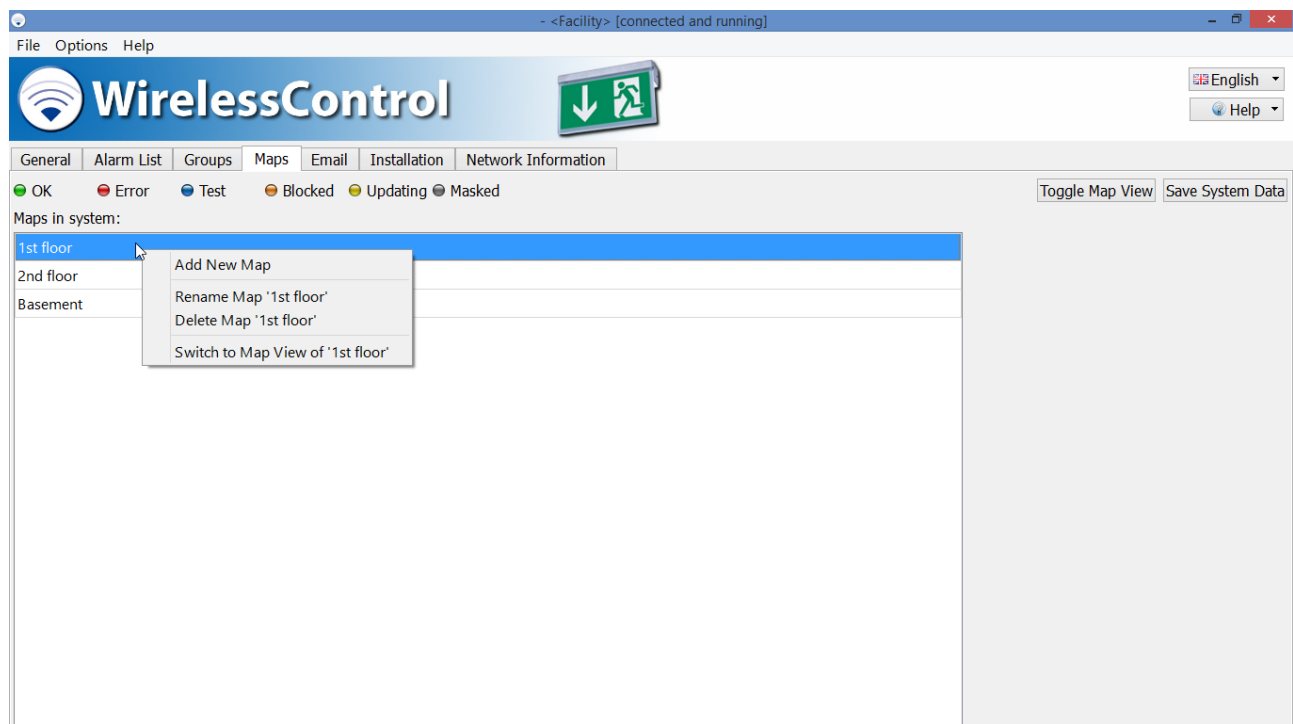 - <Facility> [connected and running]
File Options Help
WirelessControl
English
Help
General Alarm List Groups Maps Email Installation Network Information
OK Error Test Blocked Updating Masked Toggle Map View Save System Data
Maps in system:
1st floor
Add New Map
2nd floor
Rename Map '1st floor'
Basement
Delete Map '1st floor'
Switch to Map View of '1st floor'